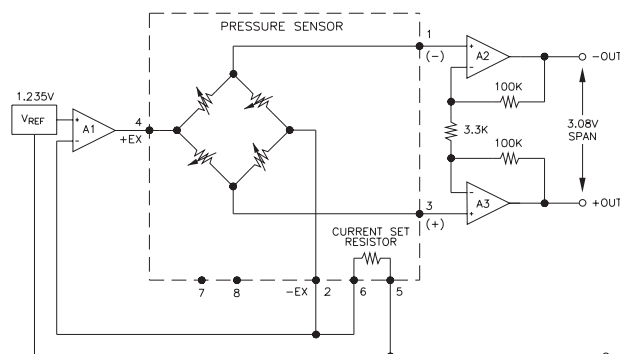 PRESSURE SENSOR
1
(-)
+
A2
-
-OUT
100K
1.235V
VREF
+
A1
-
4
+EX
3.3K
3.08V
SPAN
100K
-
A3
+
+OUT
3
(+)
CURRENT SET
RESISTOR
7
8
-EX
2
6
5